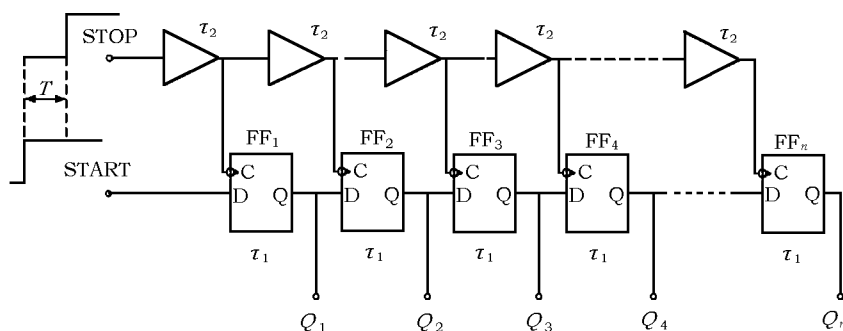 STOP τ₂ τ₂ τ₂ τ₂ τ₂
T
FF₁ FF₂ FF₃ FF₄ FFₙ
START
C C C C C
D Q D Q D Q D Q D Q
τ₁ τ₁ τ₁ τ₁ τ₁
Q₁ Q₂ Q₃ Q₄ Qₙ